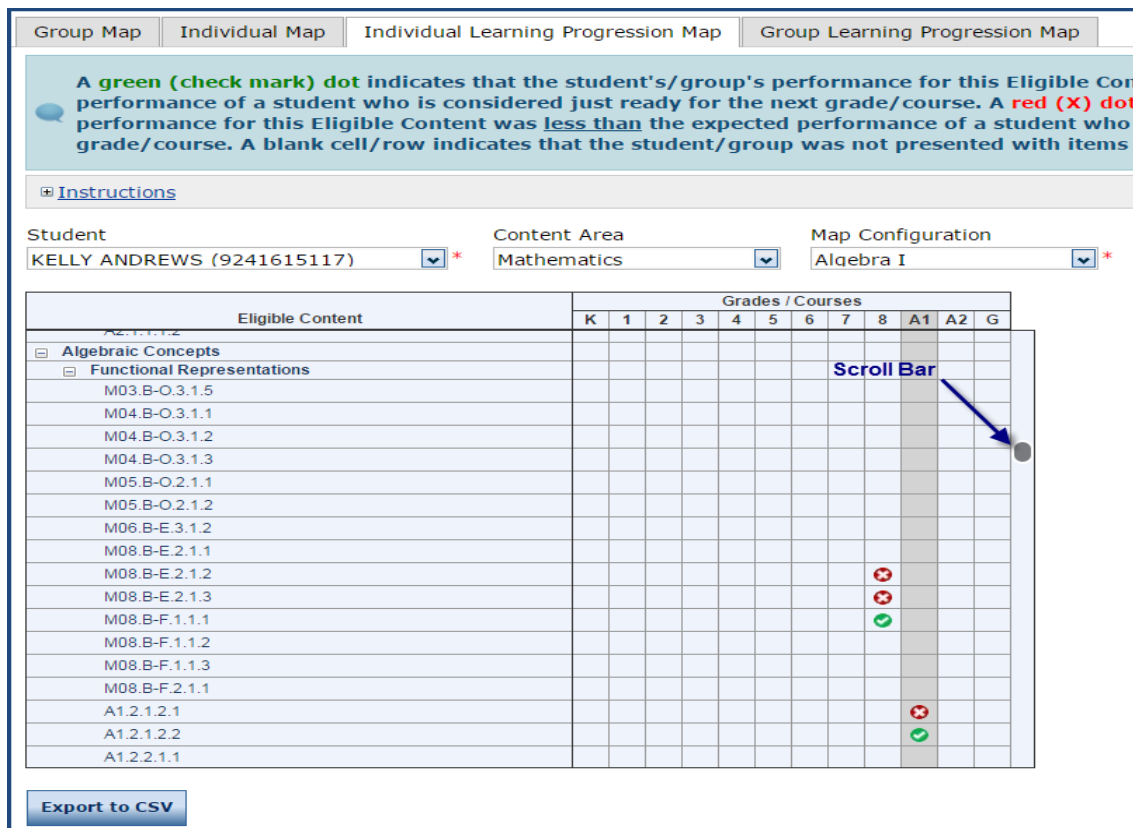 Group Map Individual Map Individual Learning Progression Map Group Learning Progression Map
A green (check mark) dot indicates that the student's/group's performance for this Eligible Con
performance of a student who is considered just ready for the next grade/course. A red (X) dot
performance for this Eligible Content was less than the expected performance of a student who
grade/course. A blank cell/row indicates that the student/group was not presented with items
Instructions
Student Content Area Map Configuration
KELLY ANDREWS (9241615117) * Mathematics Algebra I *
Grades / Courses
Eligible Content K 1 2 3 4 5 6 7 8 A1 A2 G
A2.1.1.1.2
Algebraic Concepts
Functional Representations
Scroll Bar
M03.B-O.3.1.5
M04.B-O.3.1.1
M04.B-O.3.1.2
M04.B-O.3.1.3
M05.B-O.2.1.1
M05.B-O.2.1.2
M06.B-E.3.1.2
M08.B-E.2.1.1
M08.B-E.2.1.2
M08.B-E.2.1.3
M08.B-F.1.1.1
M08.B-F.1.1.2
M08.B-F.1.1.3
M08.B-F.2.1.1
A1.2.1.2.1
A1.2.1.2.2
A1.2.2.1.1
Export to CSV